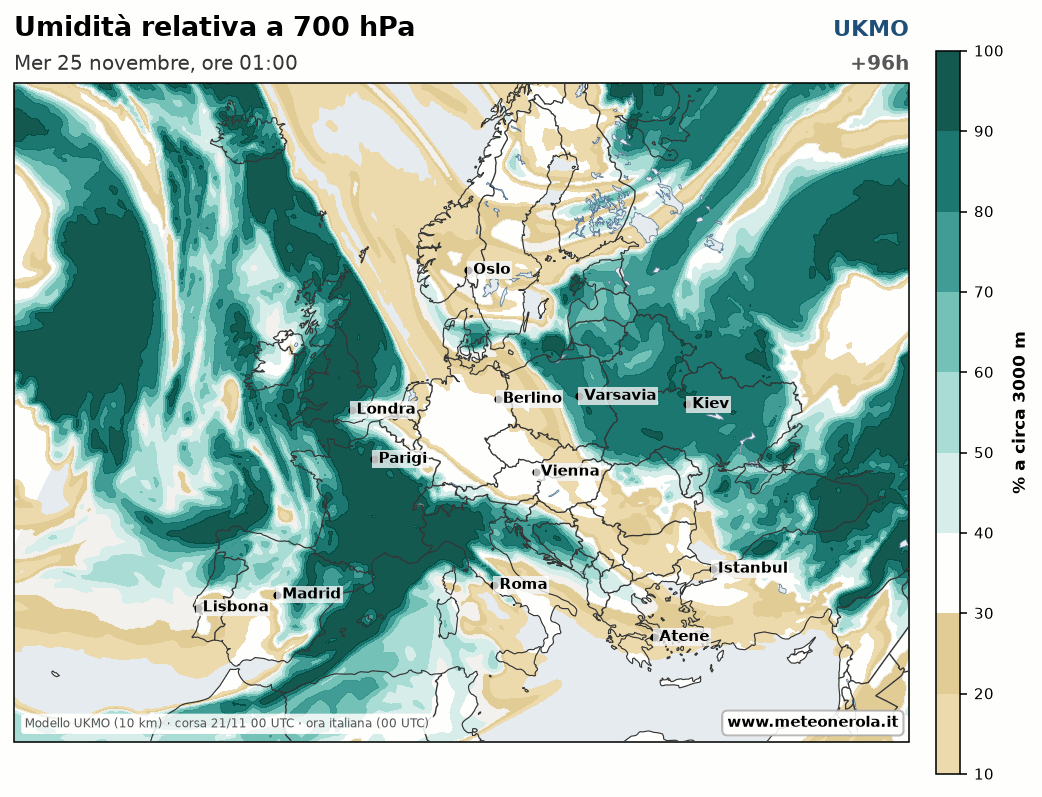 Umidità relativa a 700 hPa
UKMO
Mer 25 novembre, ore 01:00
+96h
100
90
80
70
60
50
40
30
20
10
% a circa 3000 m
Oslo
Berlino
Varsavia
Kiev
Londra
Parigi
Vienna
Istanbul
Roma
Madrid
Lisbona
Atene
Modello UKMO (10 km) · corsa 21/11 00 UTC · ora italiana (00 UTC)
www.meteonerola.it